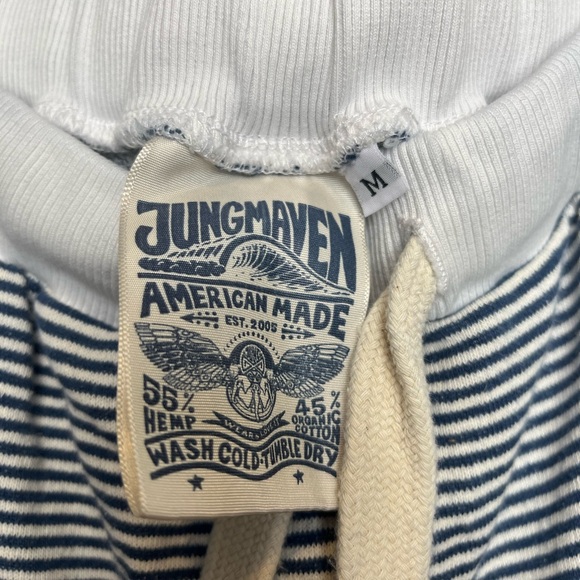 JUNGMAVEN
AMERICAN MADE
EST. 2005
55% HEMP
45% ORGANIC COTTON
WASH COLD·TUMBLE DRY
M